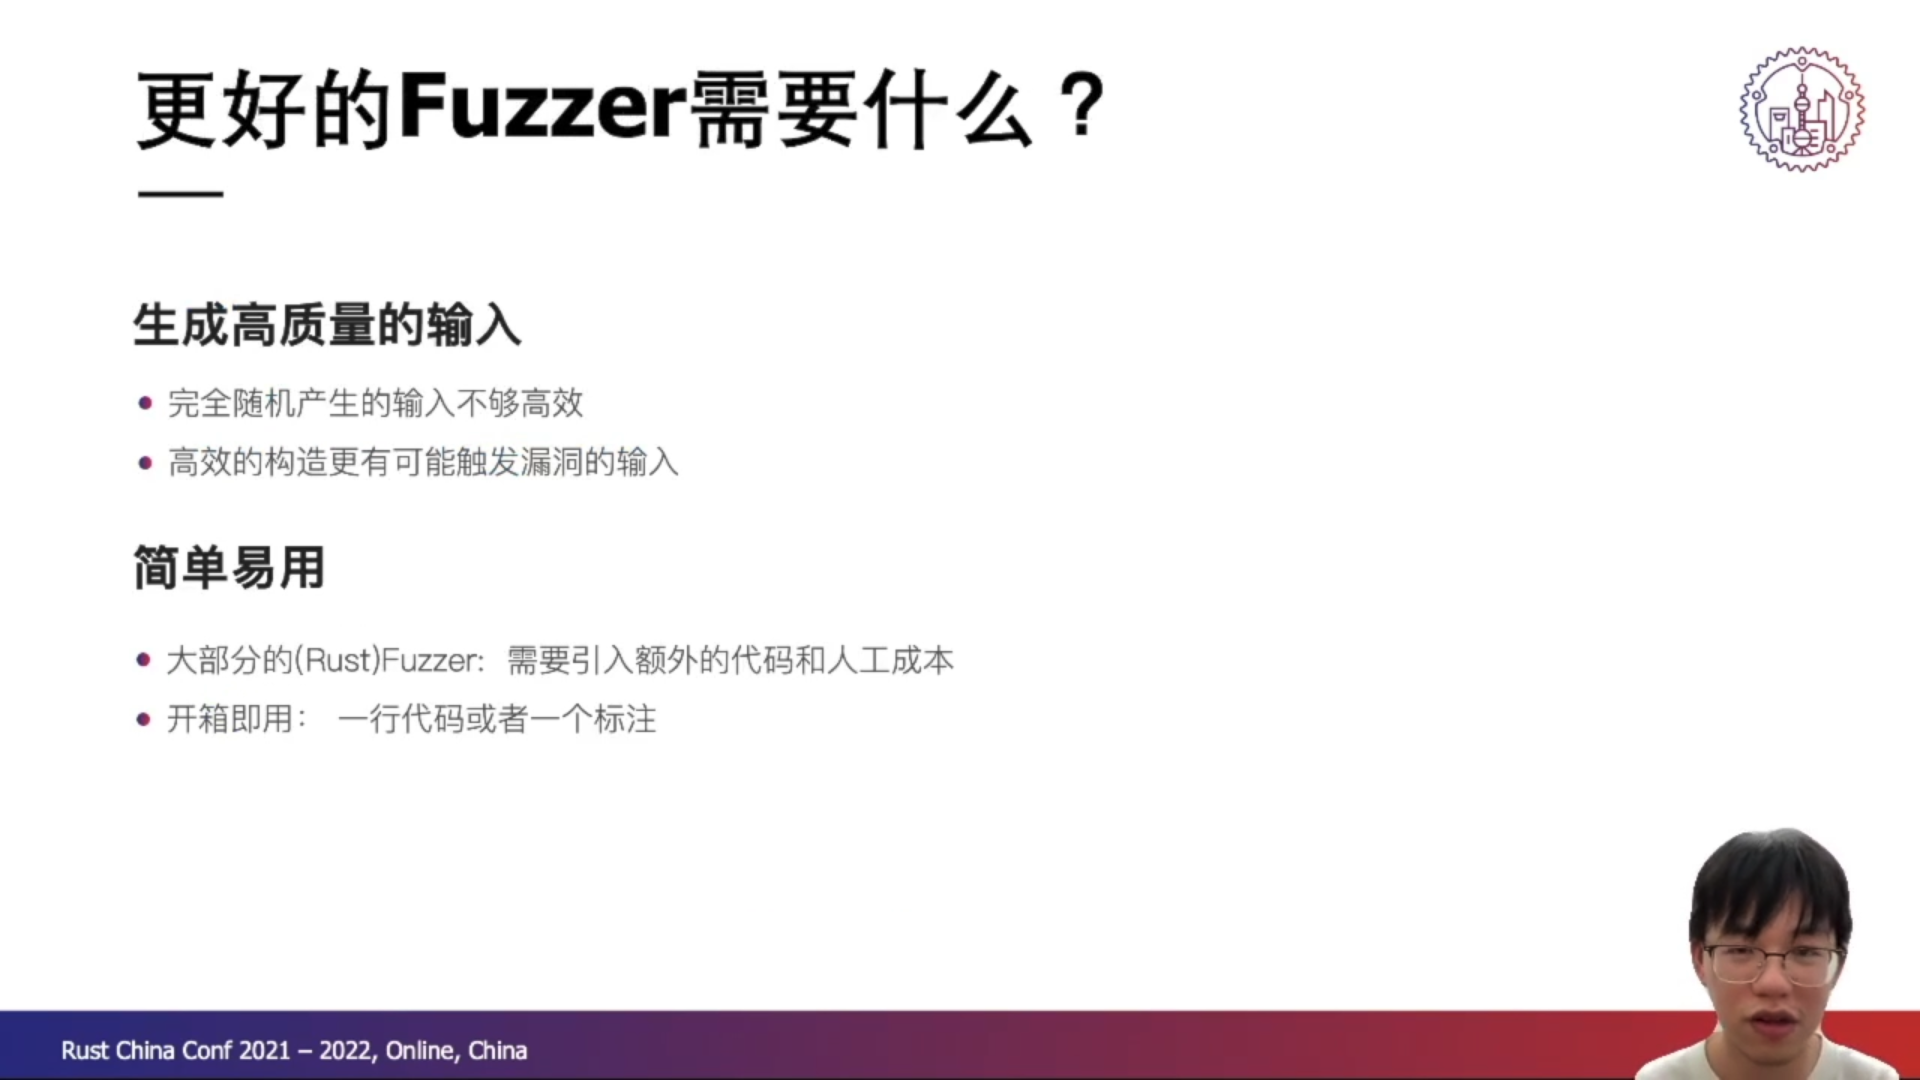 更好的Fuzzer需要什么？
生成高质量的输入
完全随机产生的输入不够高效
高效的构造更有可能触发漏洞的输入
简单易用
大部分的(Rust)Fuzzer: 需要引入额外的代码和人工成本
开箱即用： 一行代码或者一个标注
Rust China Conf 2021 – 2022, Online, China